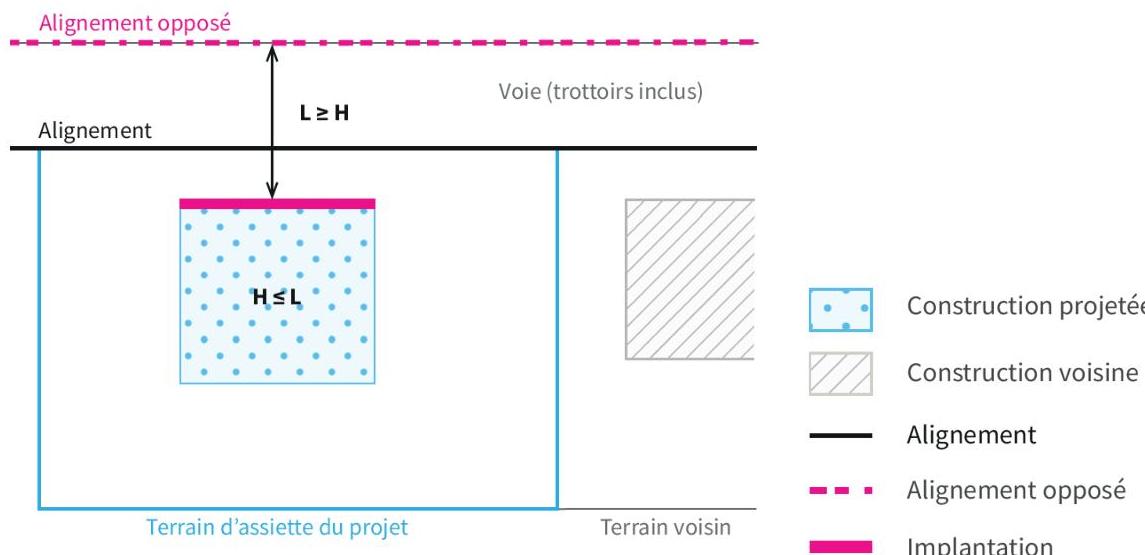 Alignement opposé
Voie (trottoirs inclus)
L ≥ H
Alignement
H ≤ L
Terrain d'assiette du projet
Terrain voisin
Construction projetée
Construction voisine
Alignement
Alignement opposé
Implantation